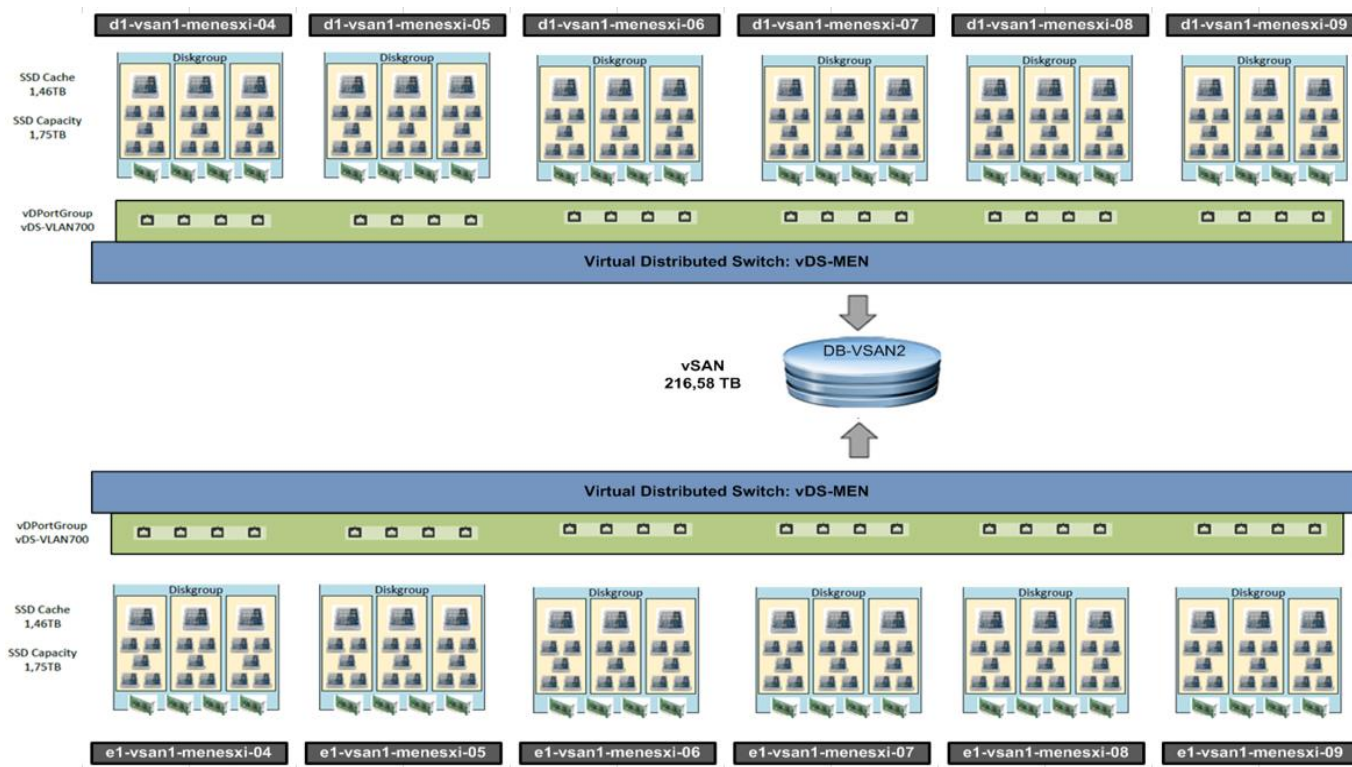 d1-vsan1-menesxi-04 d1-vsan1-menesxi-05 d1-vsan1-menesxi-06 d1-vsan1-menesxi-07 d1-vsan1-menesxi-08 d1-vsan1-menesxi-09
Diskgroup Diskgroup Diskgroup Diskgroup Diskgroup Diskgroup
SSD Cache
1,46TB
SSD Capacity
1,75TB
vDPortGroup
vDS-VLAN700
Virtual Distributed Switch: vDS-MEN
DB-VSAN2
vSAN
216,58 TB
Virtual Distributed Switch: vDS-MEN
vDPortGroup
vDS-VLAN700
Diskgroup Diskgroup Diskgroup Diskgroup Diskgroup Diskgroup
SSD Cache
1,46TB
SSD Capacity
1,75TB
e1-vsan1-menesxi-04 e1-vsan1-menesxi-05 e1-vsan1-menesxi-06 e1-vsan1-menesxi-07 e1-vsan1-menesxi-08 e1-vsan1-menesxi-09